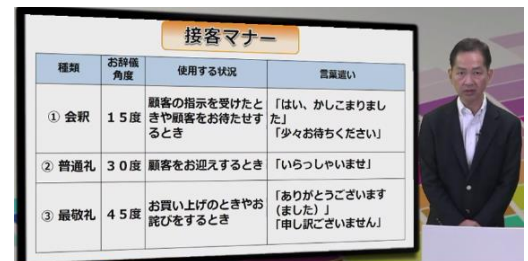 接客マナー
種類
お辞儀
角度
使用する状況
言葉遣い
① 会釈
15度
顧客の指示を受けたと
きや顧客をお待たせす
るとき
「はい、かしこまりまし
た」
「少々お待ちください」
② 普通礼
30度
顧客をお迎えするとき
「いらっしゃいませ」
③ 最敬礼
45度
お買い上げのときやお
詫びをするとき
「ありがとうございます
(ました)」
「申し訳ございません」